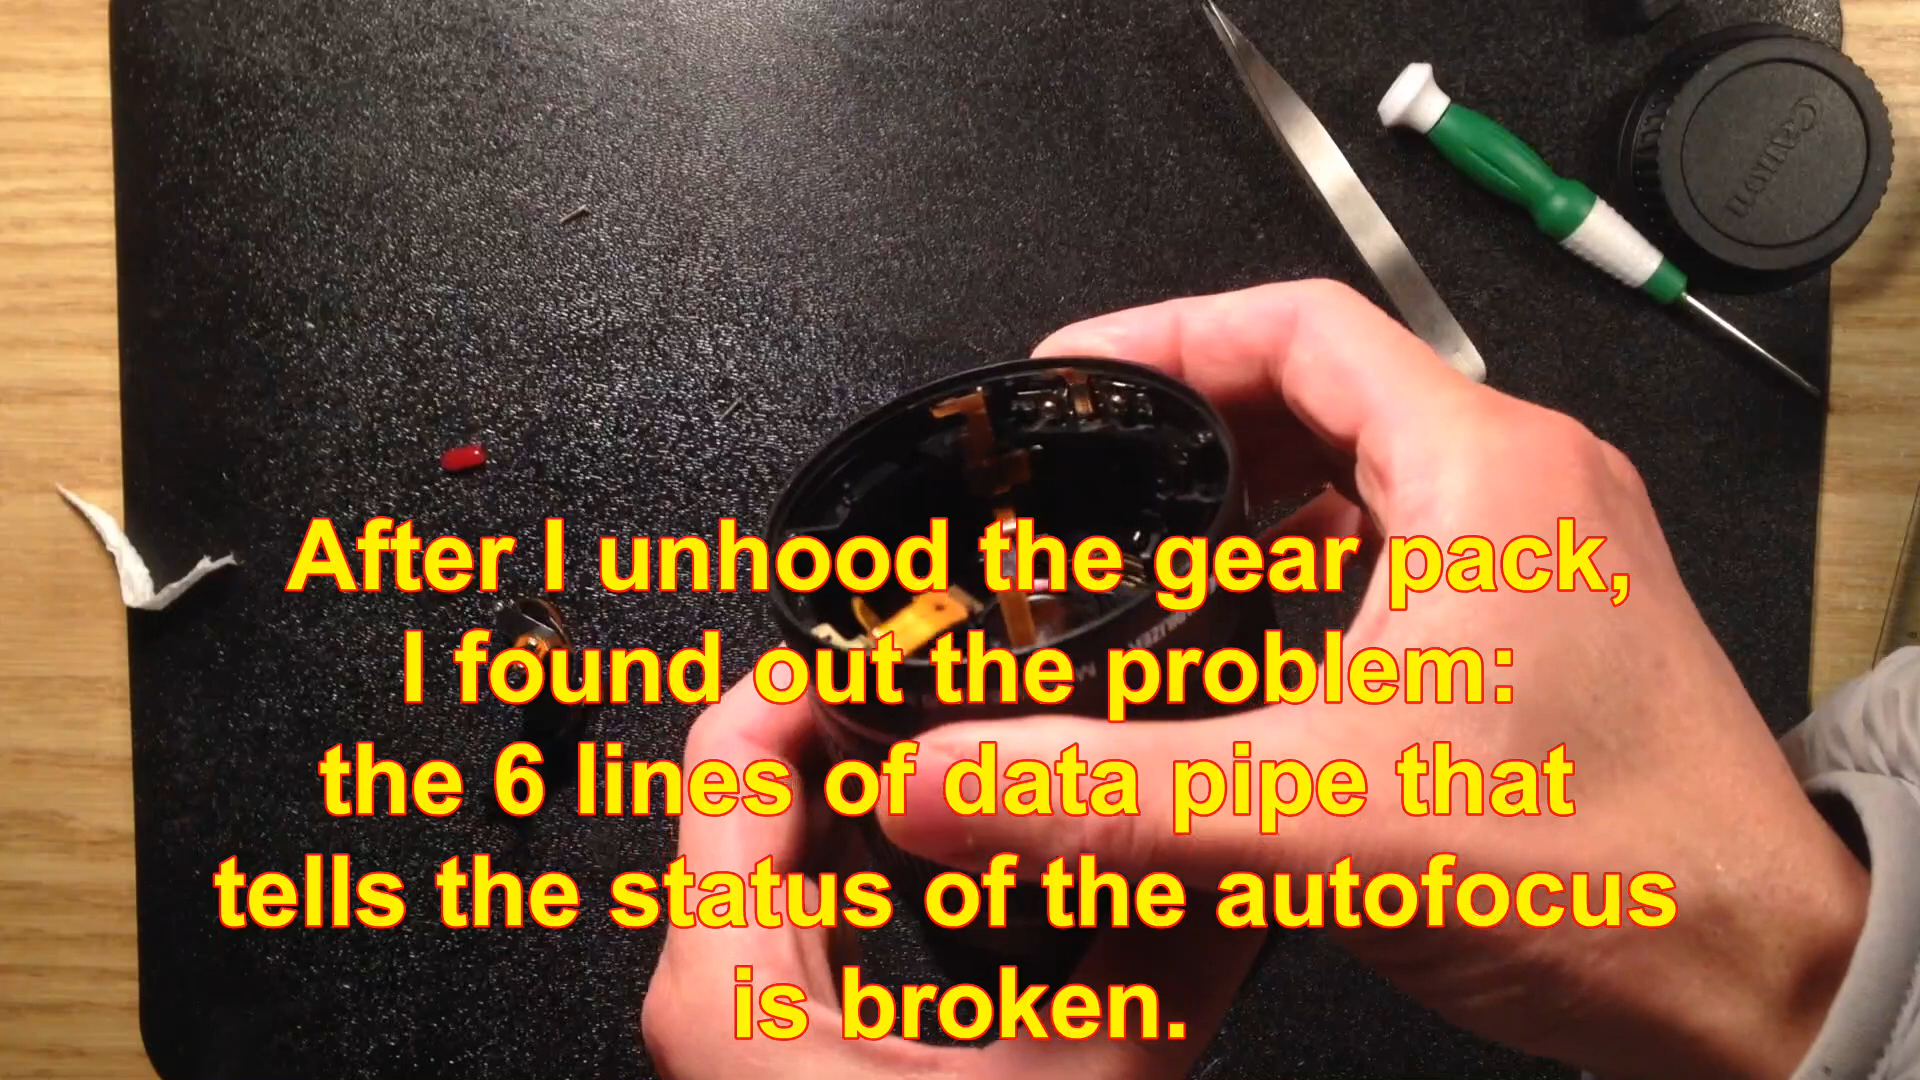 Canon
After I unhood the gear pack,
I found out the problem:
the 6 lines of data pipe that
tells the status of the autofocus
is broken.